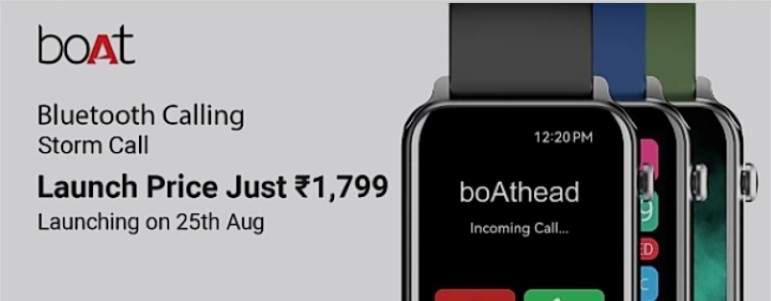 boAt
Bluetooth Calling
Storm Call
Launch Price Just ₹1,799
Launching on 25th Aug
12:20 PM
boAthead
Incoming Call...